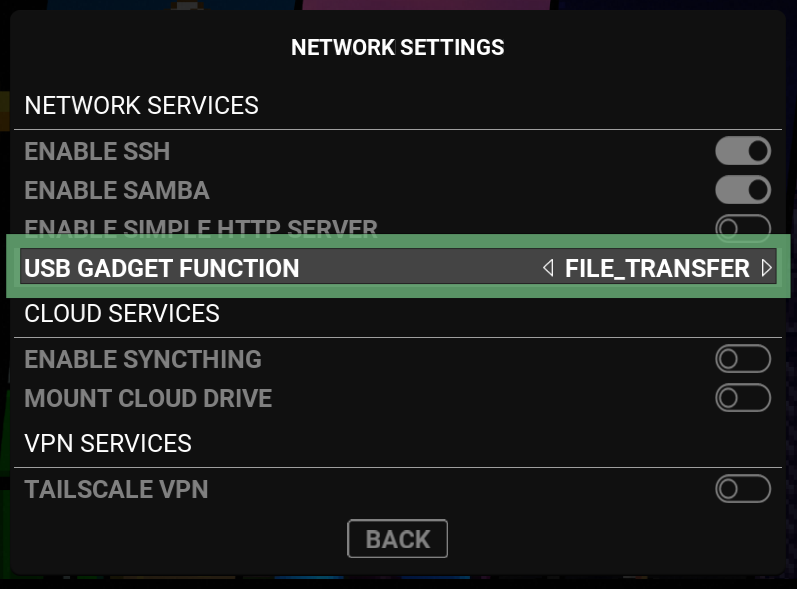 NETWORK SETTINGS
NETWORK SERVICES
ENABLE SSH
ENABLE SAMBA
ENABLE SIMPLE HTTP SERVER
USB GADGET FUNCTION FILE_TRANSFER
CLOUD SERVICES
ENABLE SYNCTHING
MOUNT CLOUD DRIVE
VPN SERVICES
TAILSCALE VPN
BACK